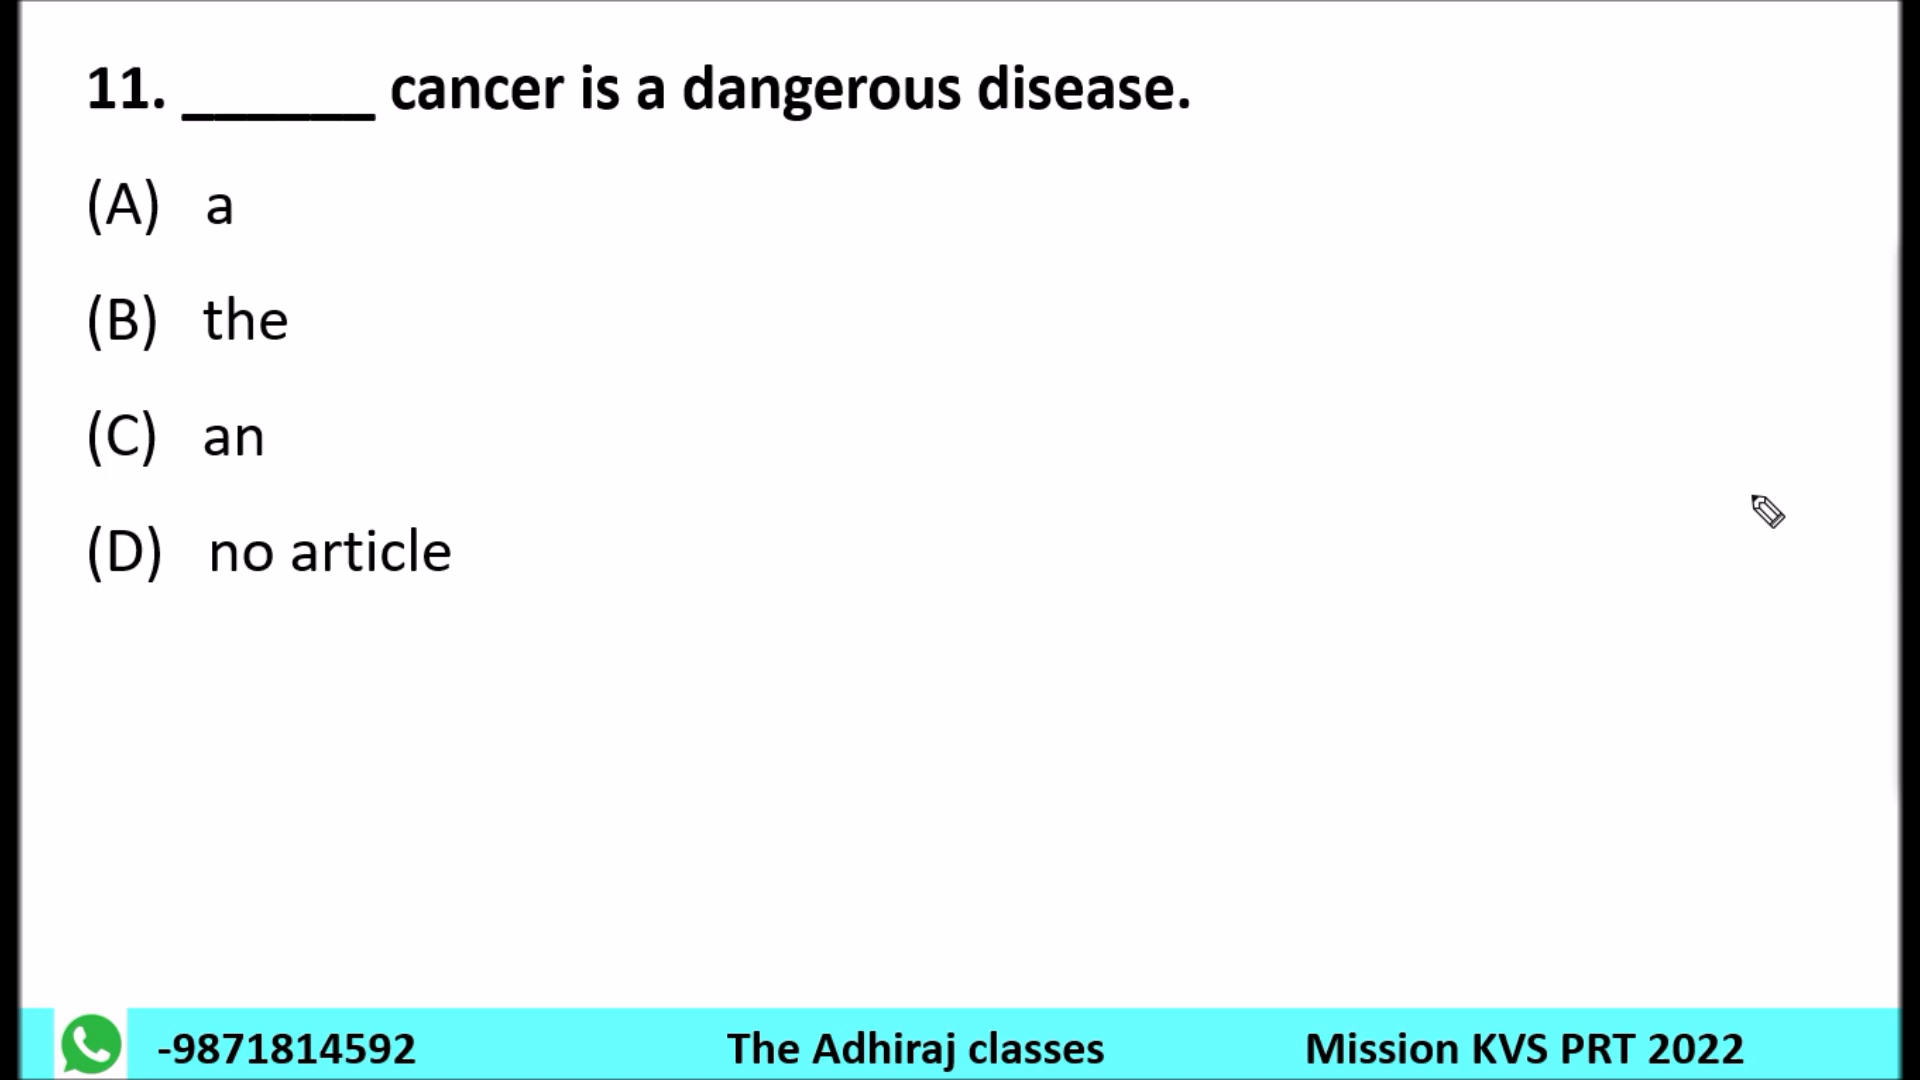 11. ______ cancer is a dangerous disease.
(A) a
(B) the
(C) an
(D) no article
-9871814592 The Adhiraj classes Mission KVS PRT 2022